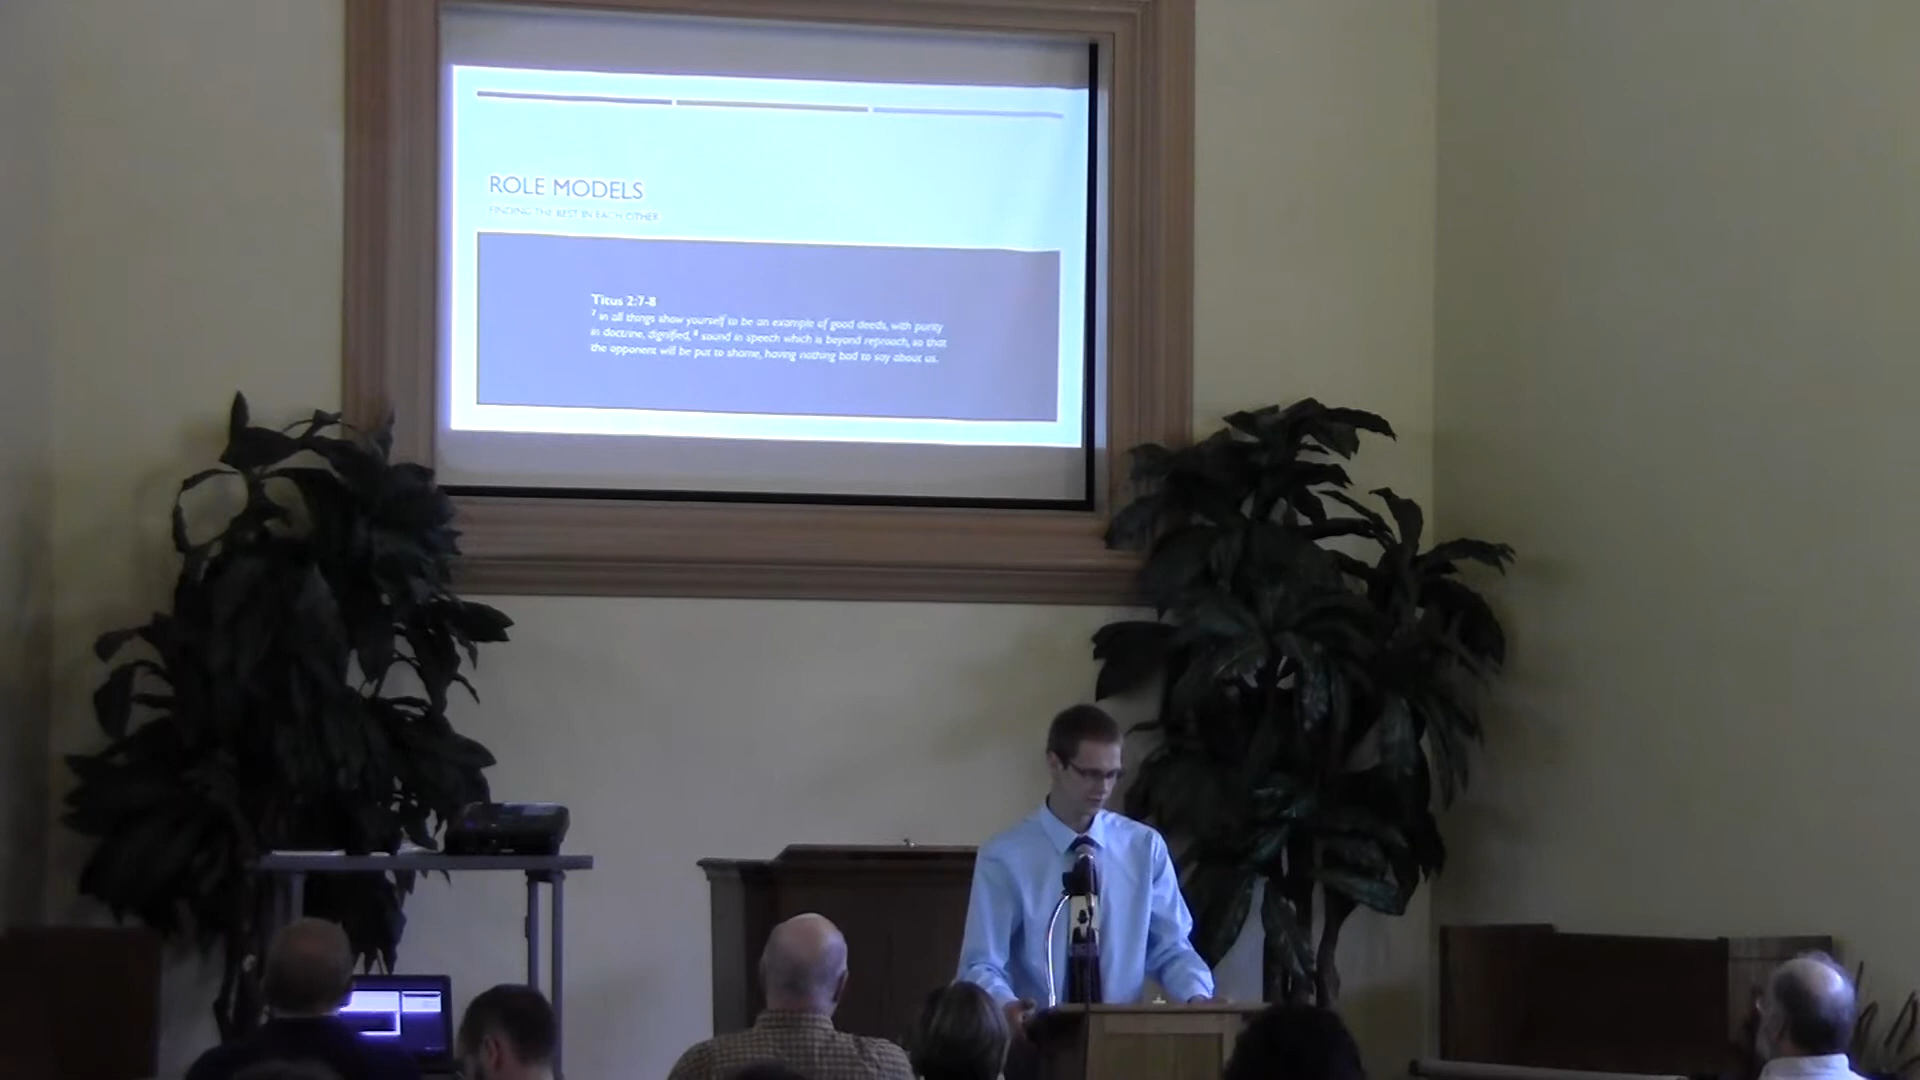 ROLE MODELS
FINDING THE BEST IN EACH OTHER
Titus 2:7-8
7 in all things show yourself to be an example of good deeds, with purity
in doctrine, dignified, 8 sound in speech which is beyond reproach, so that
the opponent will be put to shame, having nothing bad to say about us.